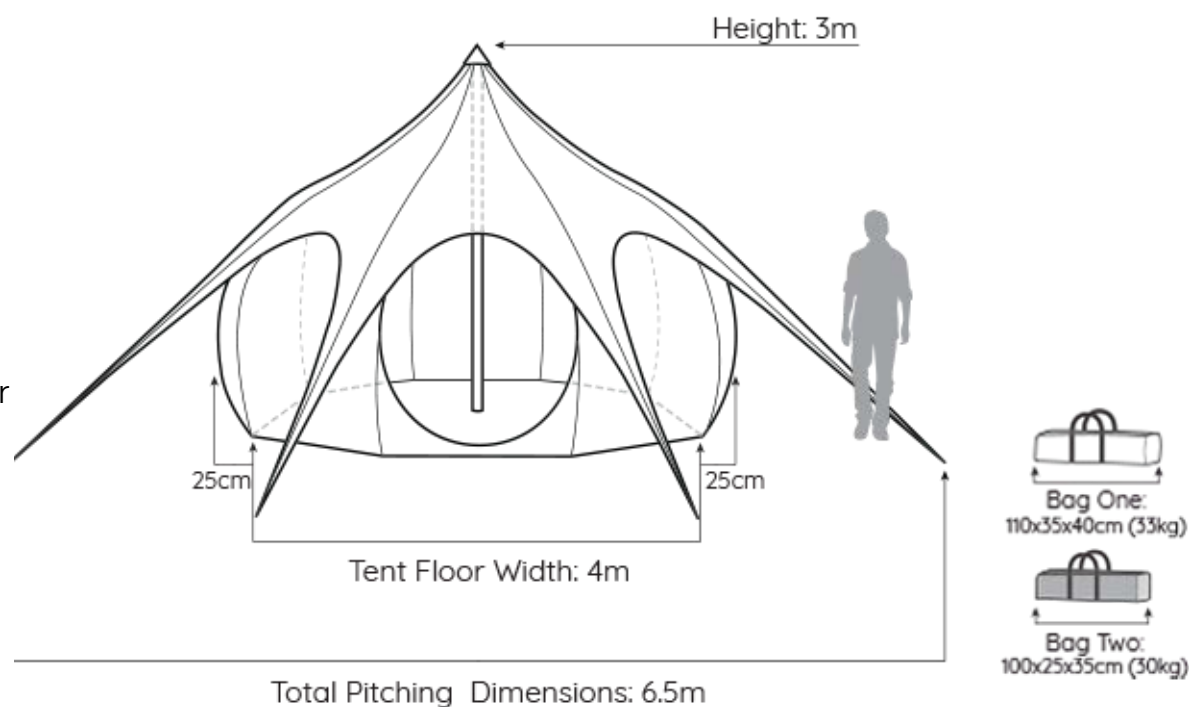 Height: 3m
r
25cm
25cm
Tent Floor Width: 4m
Total Pitching Dimensions: 6.5m
Bag One:
110x35x40cm (33kg)
Bag Two:
100x25x35cm (30kg)